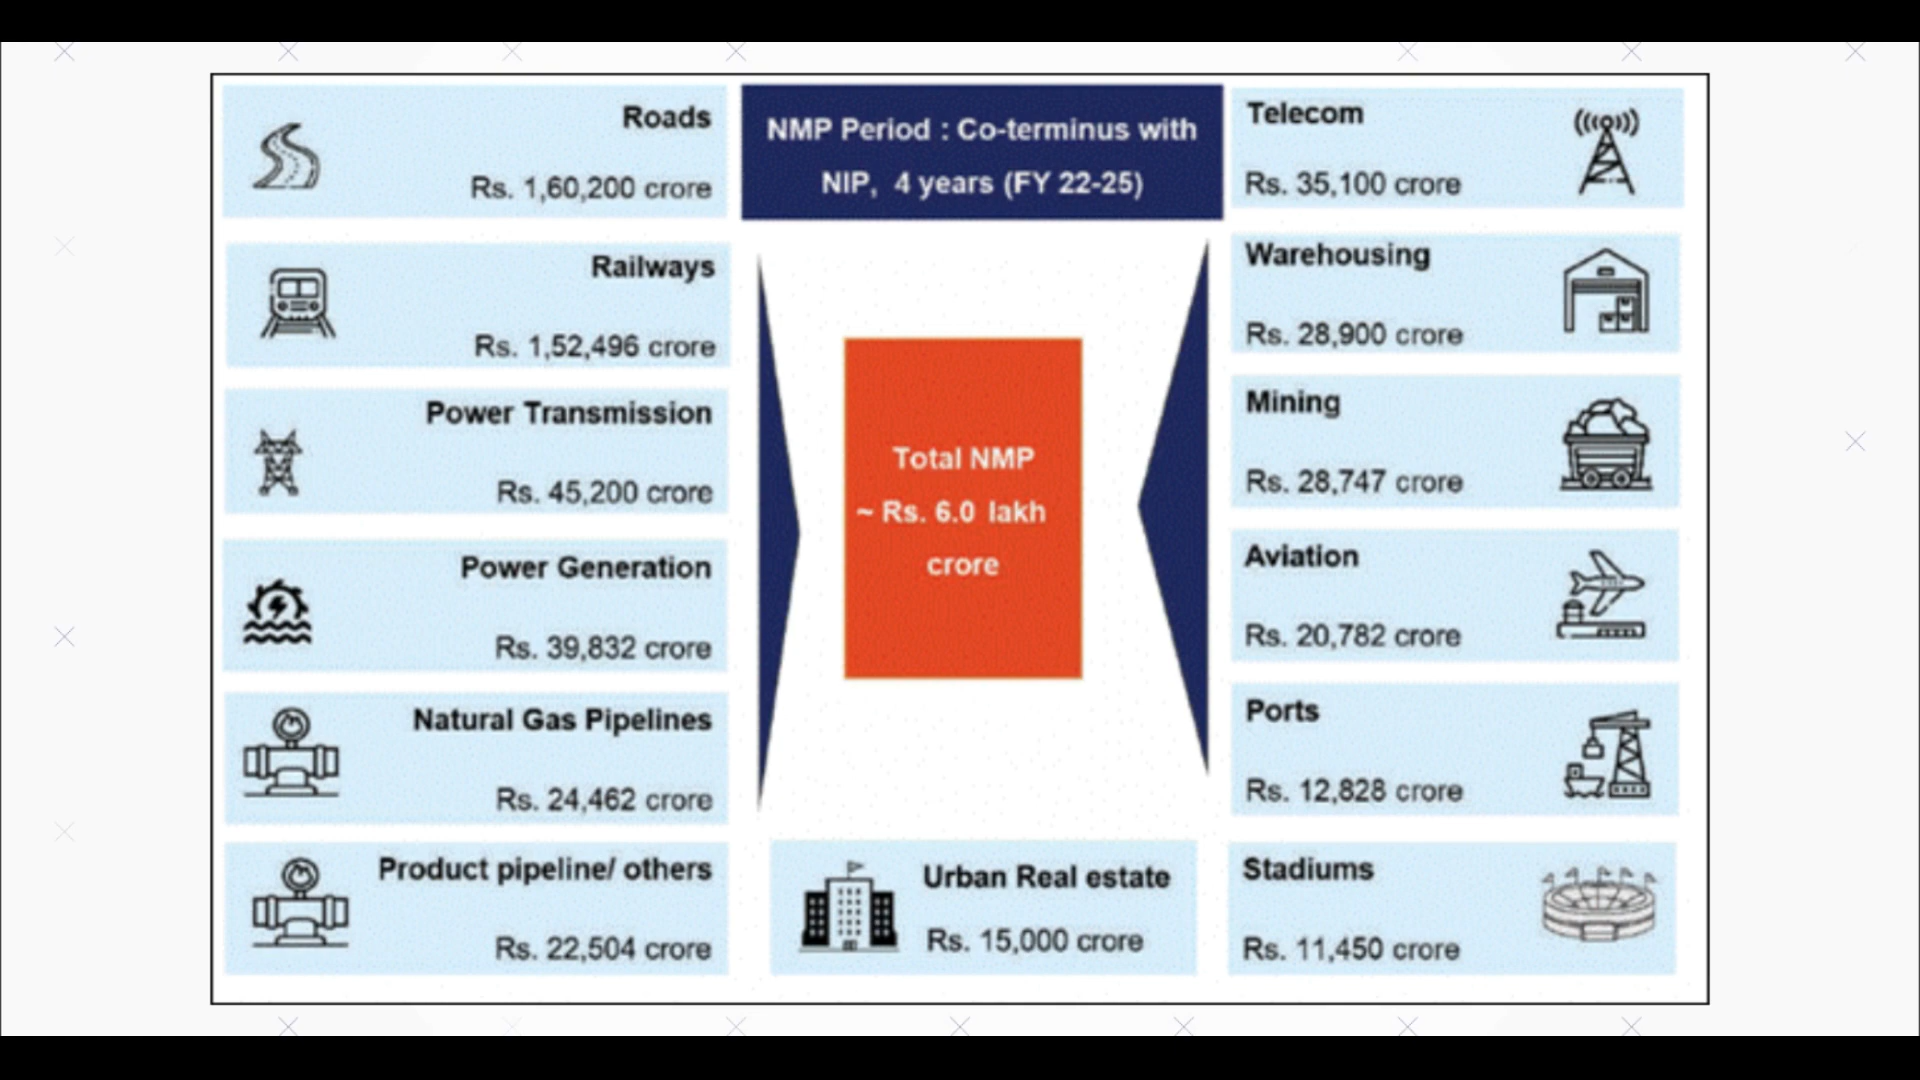 Roads
Rs. 1,60,200 crore
Railways
Rs. 1,52,496 crore
Power Transmission
Rs. 45,200 crore
Power Generation
Rs. 39,832 crore
Natural Gas Pipelines
Rs. 24,462 crore
Product pipeline/ others
Rs. 22,504 crore
NMP Period : Co-terminus with
NIP, 4 years (FY 22-25)
Total NMP
~ Rs. 6.0 lakh
crore
Urban Real estate
Rs. 15,000 crore
Telecom
Rs. 35,100 crore
Warehousing
Rs. 28,900 crore
Mining
Rs. 28,747 crore
Aviation
Rs. 20,782 crore
Ports
Rs. 12,828 crore
Stadiums
Rs. 11,450 crore